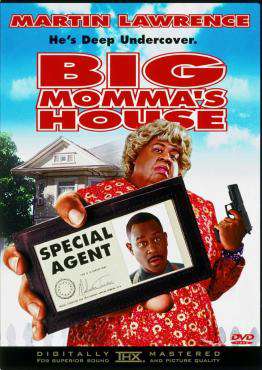 MARTIN LAWRENCE
He's Deep Undercover.
BIG
MOMMA'S
HOUSE
SPECIAL
AGENT
DVD
DIGITALLY THX MASTERED
FOR SUPERIOR SOUND AND PICTURE QUALITY